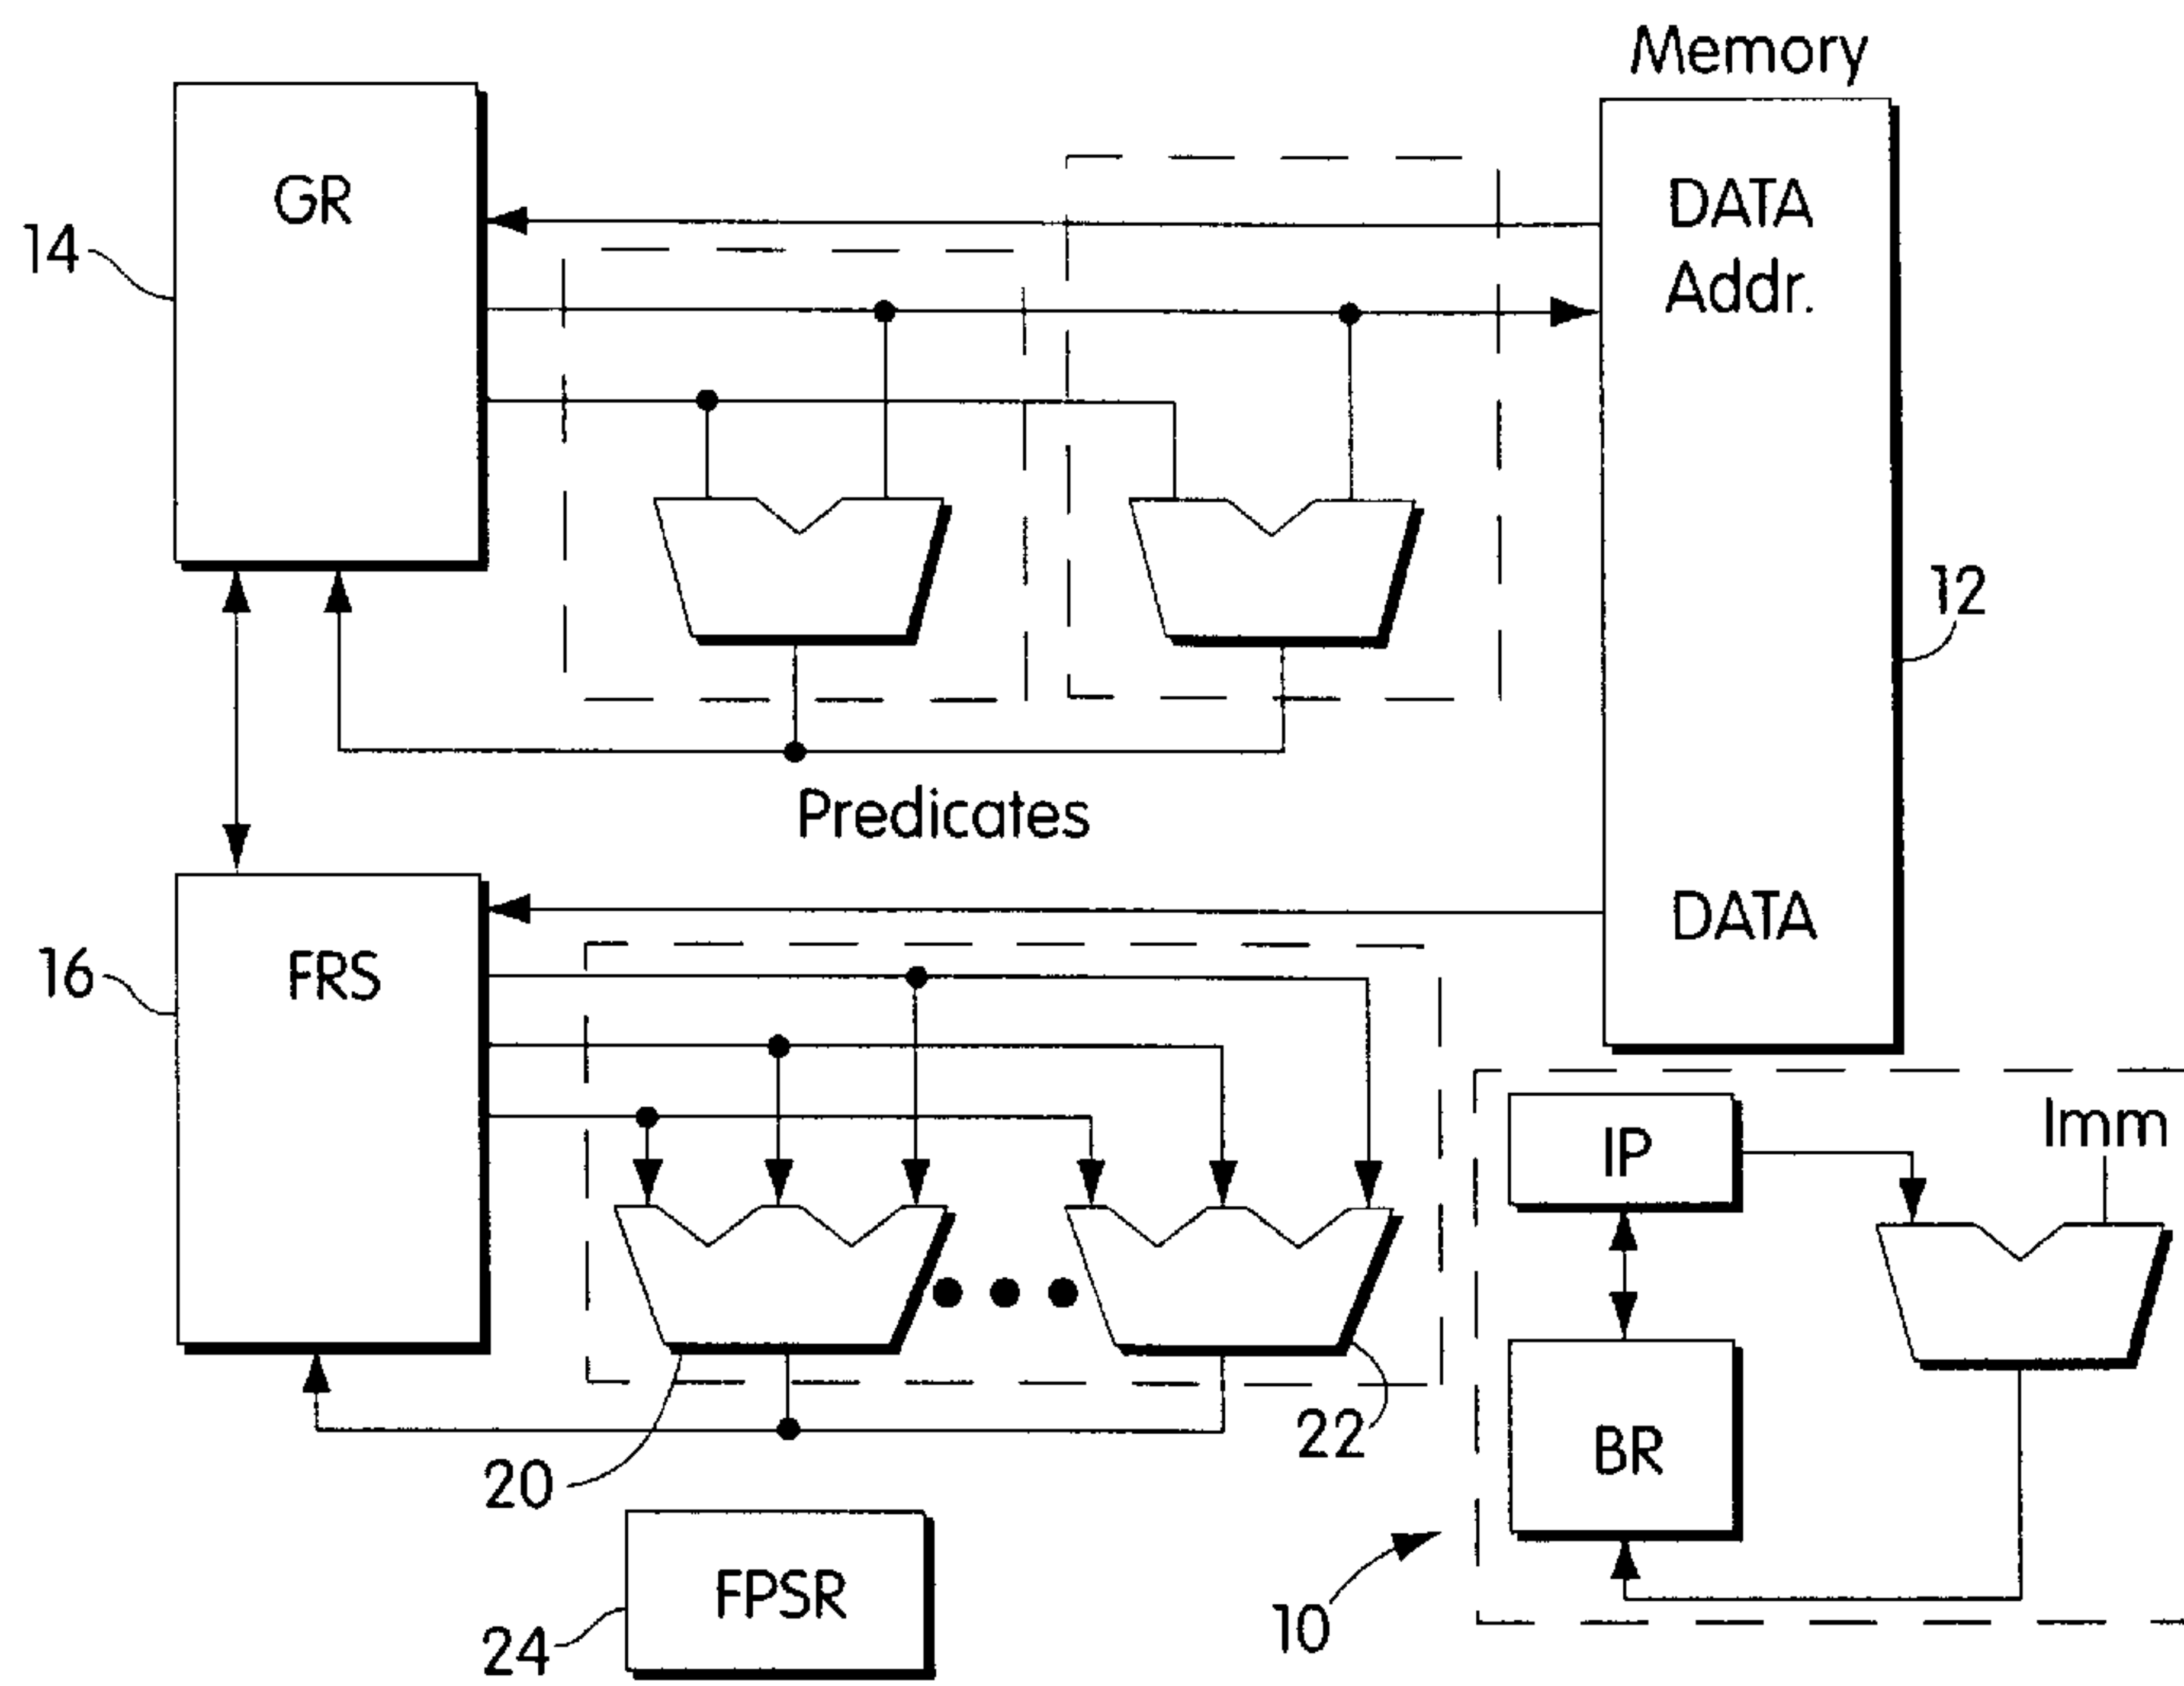 Memory
GR
DATA
Addr.
14
12
Predicates
FRS
DATA
16
IP
Imm
20
22
BR
FPSR
24
10